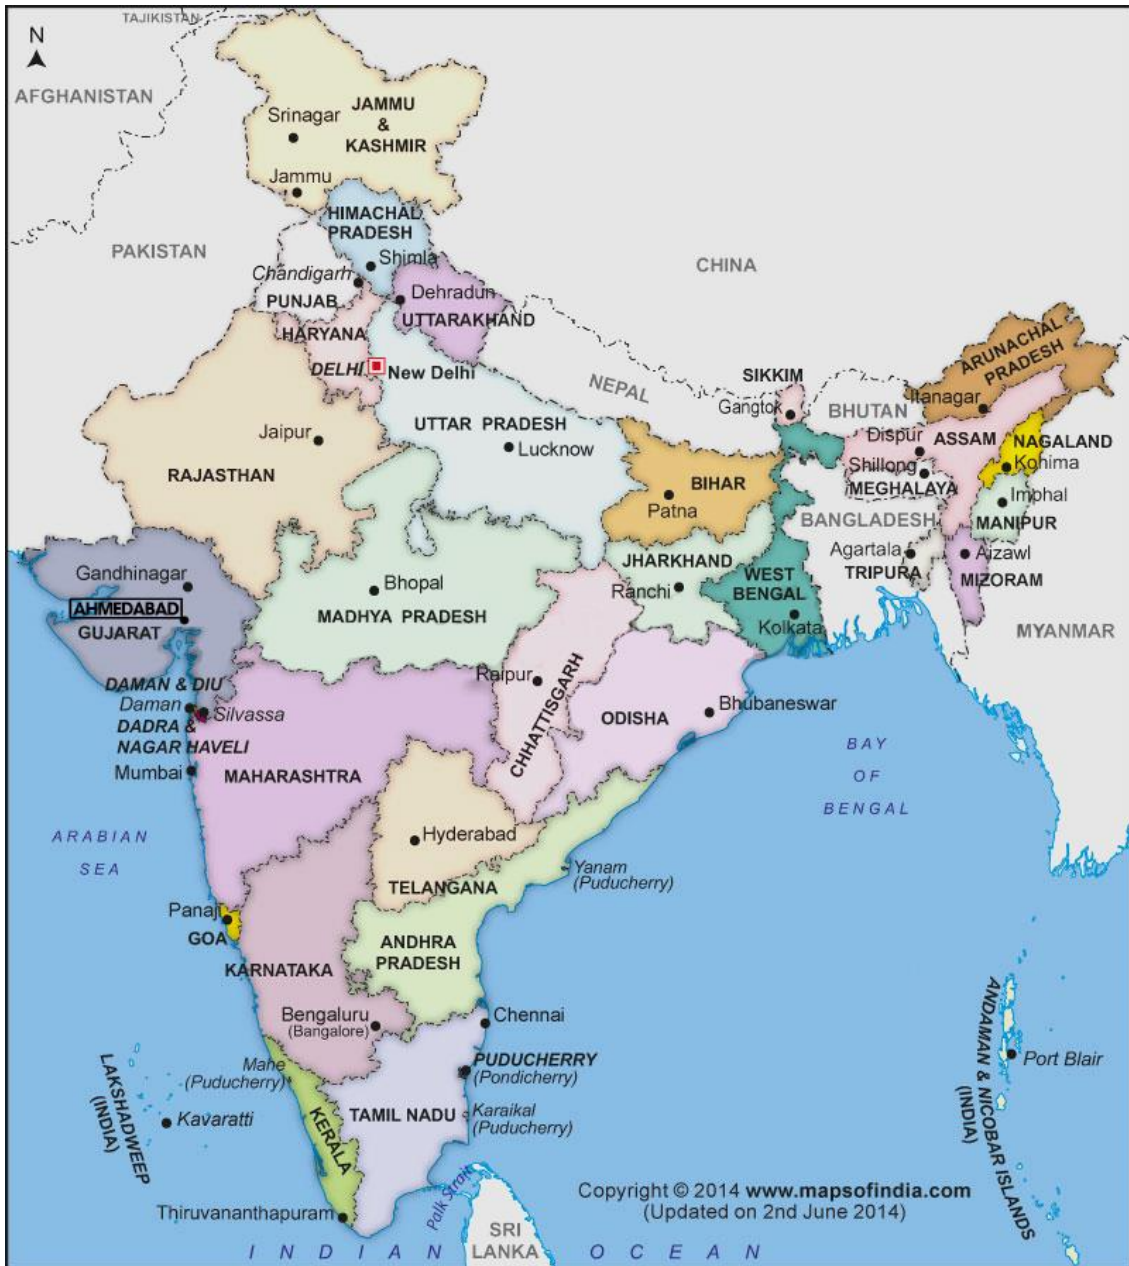 TAJIKISTAN
N
AFGHANISTAN
JAMMU
&
KASHMIR
Srinagar
Jammu
HIMACHAL
PRADESH
PAKISTAN
Shimla
CHINA
Chandigarh
PUNJAB
Dehradun
UTTARAKHAND
HARYANA
DELHI
New Delhi
NEPAL
SIKKIM
Gangtok
BHUTAN
ARUNACHAL
PRADESH
Itanagar
UTTAR PRADESH
Lucknow
Jaipur
RAJASTHAN
Dispur
ASSAM
NAGALAND
Kohima
Shillong
MEGHALAYA
BIHAR
Patna
Imphal
MANIPUR
BANGLADESH
Agartala
TRIPURA
Aizawl
MIZORAM
JHARKHAND
Ranchi
WEST
BENGAL
Kolkata
Gandhinagar
AHMEDABAD
GUJARAT
Bhopal
MADHYA PRADESH
MYANMAR
Raipur
CHHATTISGARH
ODISHA
Bhubaneswar
DAMAN & DIU
Daman
Silvassa
DADRA &
NAGAR HAVELI
Mumbai
MAHARASHTRA
BAY
OF
BENGAL
ARABIAN
SEA
Hyderabad
TELANGANA
Yanam
(Puducherry)
Panaji
GOA
KARNATAKA
ANDHRA
PRADESH
Bengaluru
(Bangalore)
Chennai
Mahe
(Puducherry)
PUDUCHERRY
(Pondicherry)
Karaikal
(Puducherry)
TAMIL NADU
KERALA
LAKSHADWEEP
(INDIA)
Kavaratti
ANDAMAN & NICOBAR ISLANDS
(INDIA)
Port Blair
Thiruvananthapuram
Palk Strait
SRI
LANKA
Copyright © 2014 www.mapsofindia.com
(Updated on 2nd June 2014)
INDIAN OCEAN